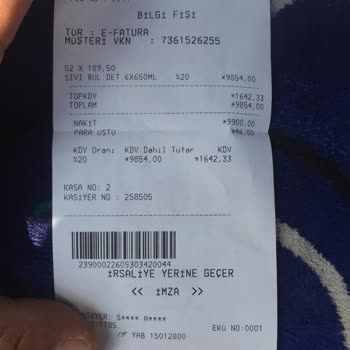 BİLGİ FİŞİ
TÜR : E-FATURA
MÜŞTERİ VKN : 7361526255
52 X 189,50
SIVI BUL DET.6X650ML %20 *9854,00
TOPKDV *1642,33
TOPLAM *9854,00
NAKİT *9900,00
PARA ÜSTÜ *46,00
KDV Oranı KDV Dahil Tutar KDV
%20 *9854,00 *1642,33
KASA NO: 2
KASİYER NO : 258505
23900022609303420044
İRSALİYE YERİNE GEÇER
<< İMZA >>
S**** A****
EKÜ NO:0001
YAB 15012800